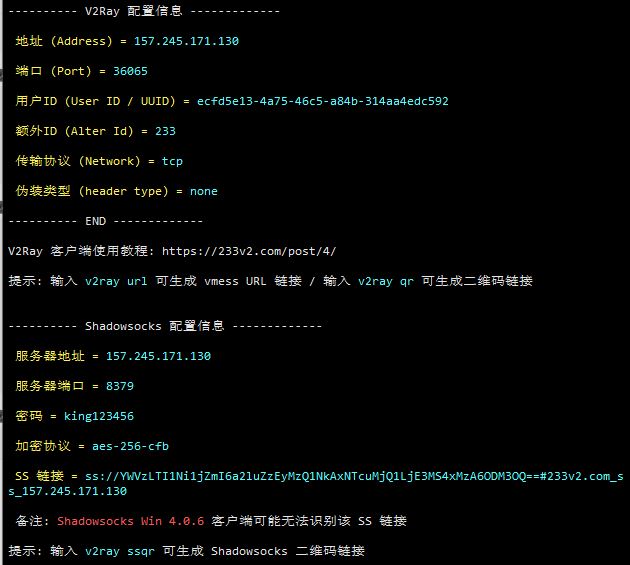 ---------- V2Ray 配置信息 -------------
地址 (Address) = 157.245.171.130
端口 (Port) = 36065
用户ID (User ID / UUID) = ecfd5e13-4a75-46c5-a84b-314aa4edc592
额外ID (Alter Id) = 233
传输协议 (Network) = tcp
伪装类型 (header type) = none
---------- END -------------
V2Ray 客户端使用教程: https://233v2.com/post/4/
提示: 输入 v2ray url 可生成 vmess URL 链接 / 输入 v2ray qr 可生成二维码链接
---------- Shadowsocks 配置信息 -------------
服务器地址 = 157.245.171.130
服务器端口 = 8379
密码 = king123456
加密协议 = aes-256-cfb
SS 链接 = ss://YWVzLTI1Ni1jZmI6a2luZzEyMzQ1NkAxNTcuMjQ1LjE3MS4xMzA6ODM3OQ==#233v2.com_s
s_157.245.171.130
备注: Shadowsocks Win 4.0.6 客户端可能无法识别该 SS 链接
提示: 输入 v2ray ssqr 可生成 Shadowsocks 二维码链接